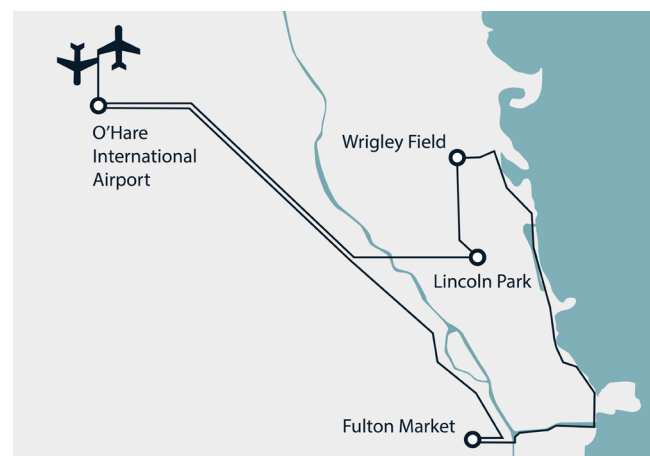 O'Hare
International
Airport
Wrigley Field
Lincoln Park
Fulton Market